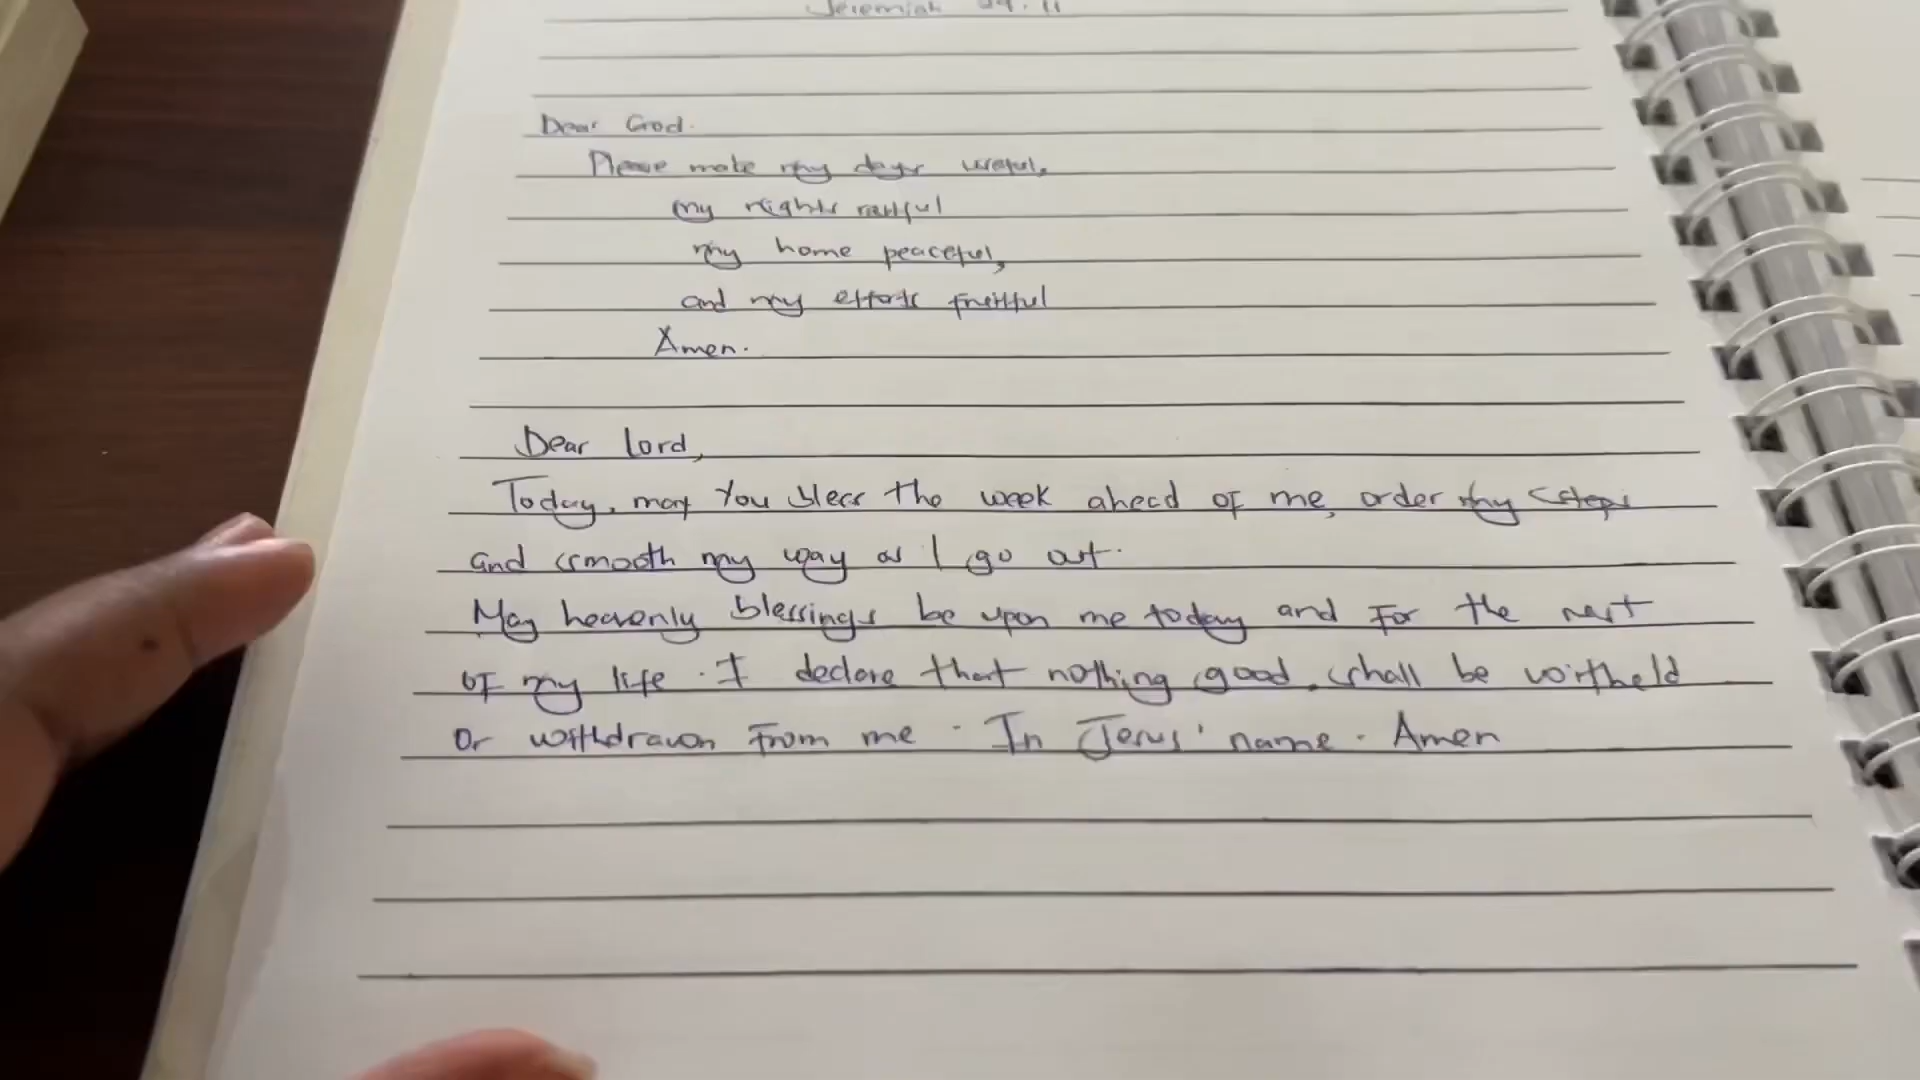 Jeremiah 29:11
Dear God.
Please make my days useful,
my nights restful
my home peaceful,
and my efforts fruitful
Amen.
Dear Lord,
Today, may You bless the week ahead of me, order my steps
and smooth my way as I go out.
May heavenly blessings be upon me today and For the rest
of my life. I declare that nothing good, shall be withheld
Or withdrawn From me. In Jesus' name. Amen